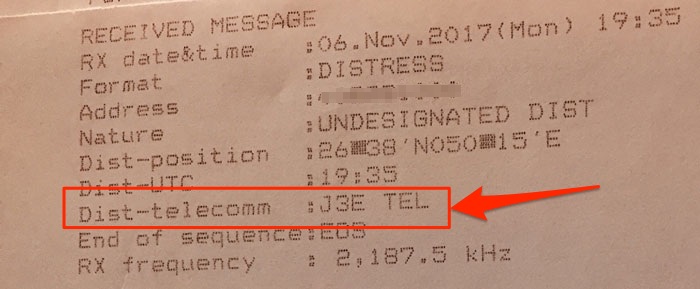 RECEIVED MESSAGE
RX date&time :06.Nov.2017(Mon) 19:35
Format :DISTRESS
Address :
Nature :UNDESIGNATED DIST
Dist-position :26 38'N050 15'E
Dist-UTC :19:35
Dist-telecomm :J3E TEL
End of sequence:EOS
RX frequency : 2,187.5 kHz